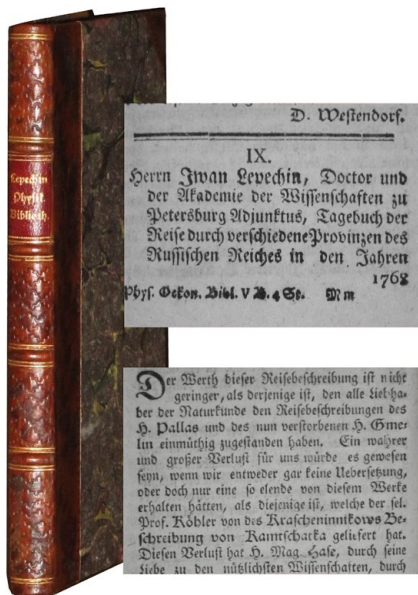 Lepechin
Physik.
Biblioth.
D. Westendorf.
IX.
Herrn Iwan Lepechin, Doctor und
der Akademie der Wissenschaften zu
Petersburg Adjunktus, Tagebuch der
Reise durch verschiedene Provinzen des
Russischen Reiches in den Jahren
1768
Phys. Oekon. Bibl. V B. 4 St. M m
Der Werth dieser Reisebeschreibung ist nicht
geringer, als derjenige ist, den alle Liebha-
ber der Naturkunde den Reisebeschreibungen des
H. Pallas und des nun verstorbenen H. Gme-
lin einmüthig zugestanden haben. Ein wahrer
und großer Verlust für uns würde es gewesen
seyn, wenn wir entweder gar keine Uebersetzung,
oder doch nur eine so elende von diesem Werke
erhalten hätten, als diejenige ist, welche der sel.
Prof. Köhler von des Krascheninnikows Be-
schreibung von Kamtschatka geliefert hat.
Diesen Verlust hat H. Mag. Hase, durch seine
Liebe zu den nützlichsten Wissenschaften, durch